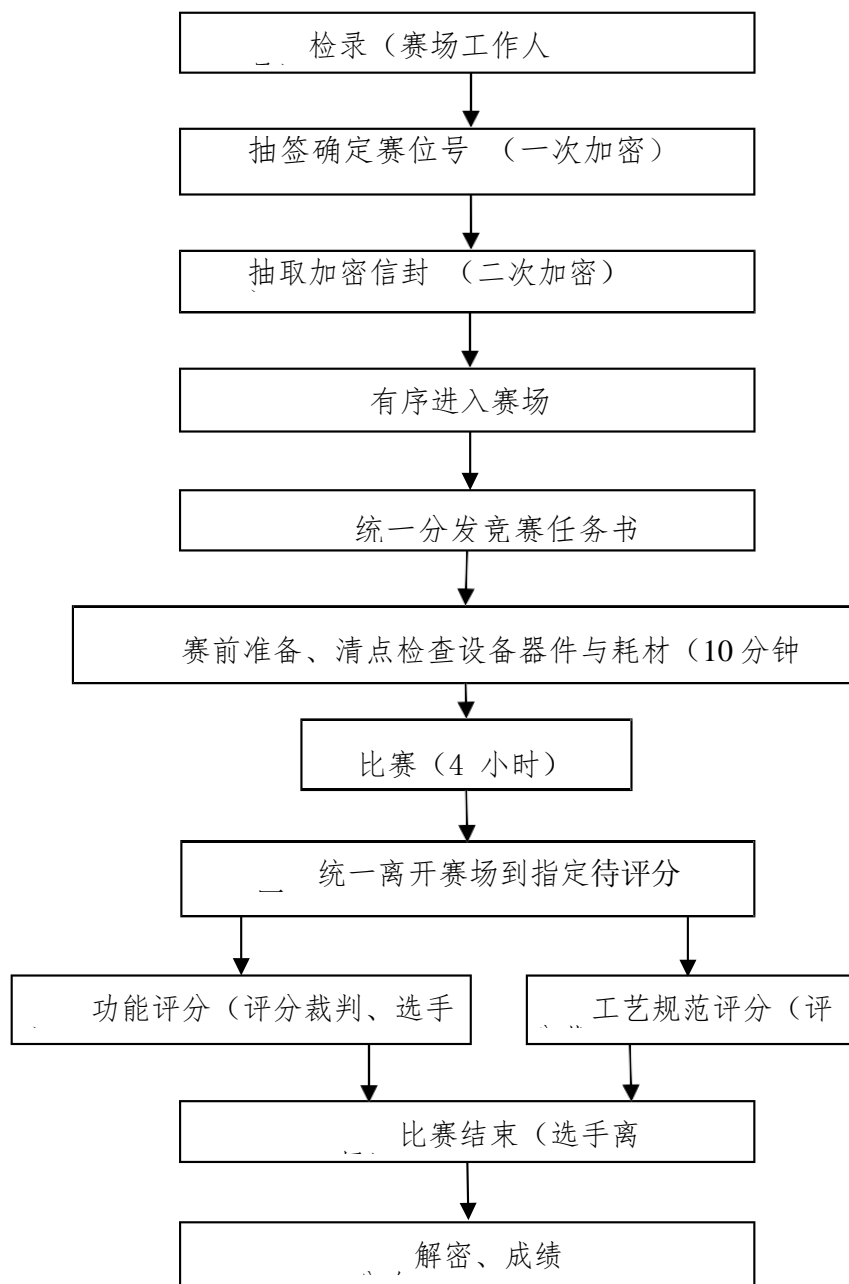 检录（赛场工作人
抽签确定赛位号 （一次加密）
抽取加密信封 （二次加密）
有序进入赛场
统一分发竞赛任务书
赛前准备、清点检查设备器件与耗材（10 分钟
比赛（4 小时）
统一离开赛场到指定待评分
功能评分（评分裁判、选手
工艺规范评分（评
比赛结束（选手离
解密、成绩